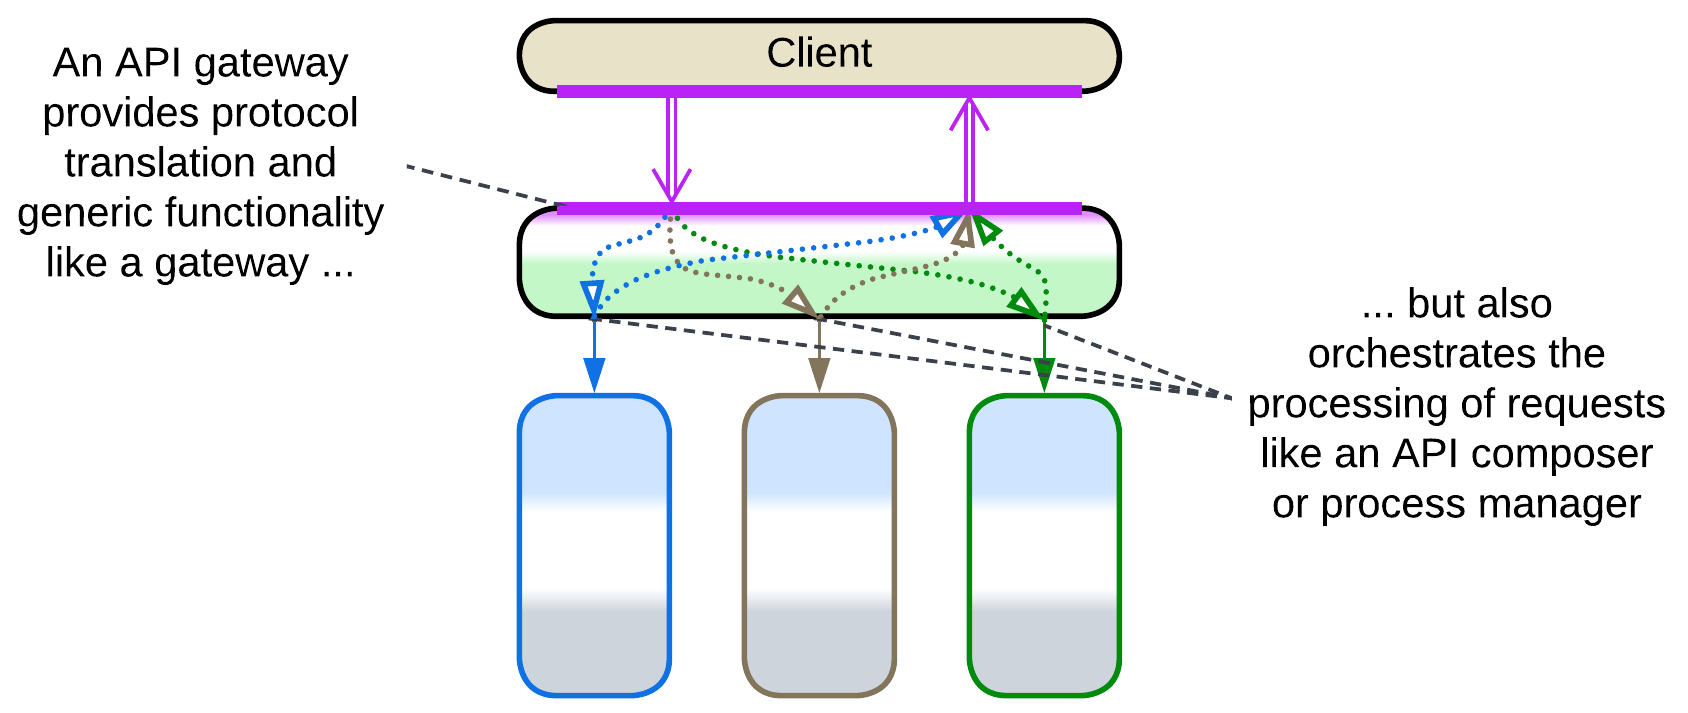 Client
An API gateway
provides protocol
translation and
generic functionality
like a gateway ...
... but also
orchestrates the
processing of requests
like an API composer
or process manager